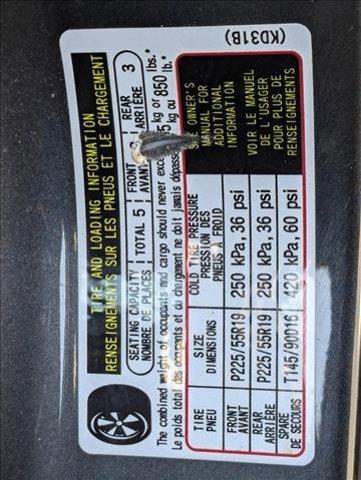 TIRE AND LOADING INFORMATION
RENSEIGNEMENTS SUR LES PNEUS ET LE CHARGEMENT
SEATING CAPACITY
NOMBRE DE PLACES
TOTAL 5
FRONT
AVANT
REAR
ARRIÈRE
3
The combined weight of occupants and cargo should never kg or 850 lbs.*
Le poids total des occupants et du chargement ne doit jamais kg ou lb.*
TIRE
PNEU
SIZE
DIMENSIONS
COLD TIRE PRESSURE
PRESSION DES
PNEUS À FROID
OWNER'S
MANUAL FOR
ADDITIONAL
INFORMATION
VOIR LE MANUEL
DE L'USAGER
POUR PLUS DE
RENSEIGNEMENTS
FRONT
AVANT
P225/55R19
250 kPa, 36 psi
REAR
ARRIÈRE
P225/55R19
250 kPa, 36 psi
SPARE
DE SECOURS
T145/90D16
420 kPa, 60 psi
(KD31B)